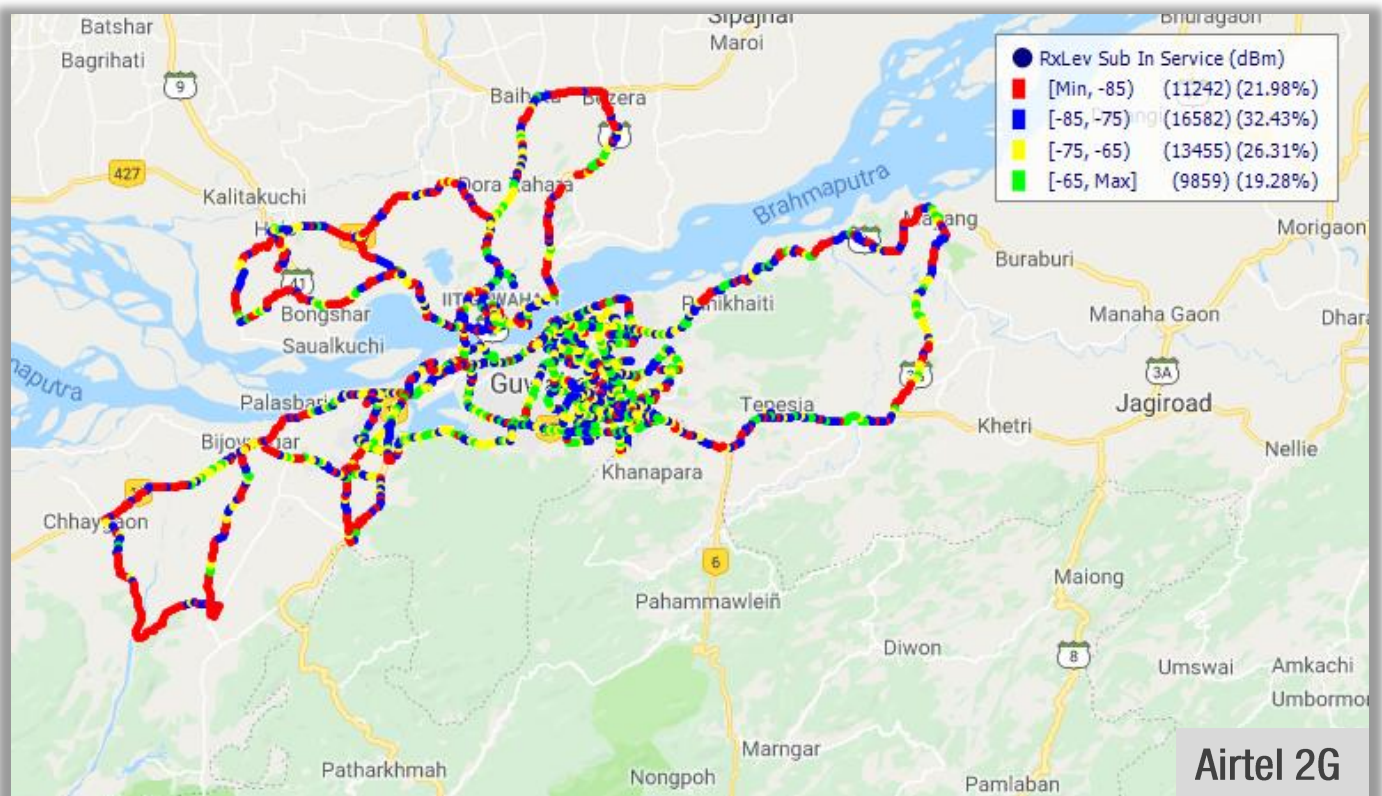 Batshar
Sipajhar
Bhuragaon
Bagrihati
Maroi
RxLev Sub In Service (dBm)
[Min, -85) (11242) (21.98%)
[-85, -75) (16582) (32.43%)
[-75, -65) (13455) (26.31%)
[-65, Max] (9859) (19.28%)
9
427
Kalitakuchi
Brahmaputra
Morigaon
Buraburi
41
Bongshar
Saualkuchi
Manaha Gaon
3A
Palasbari
Tepesia
Jagiroad
Khetri
Nellie
Khanapara
6
Maiong
Pahammawleiñ
Diwon
8
Umswai
Amkachi
Patharkhmah
Marngar
Nongpoh
Pamlaban
Airtel 2G